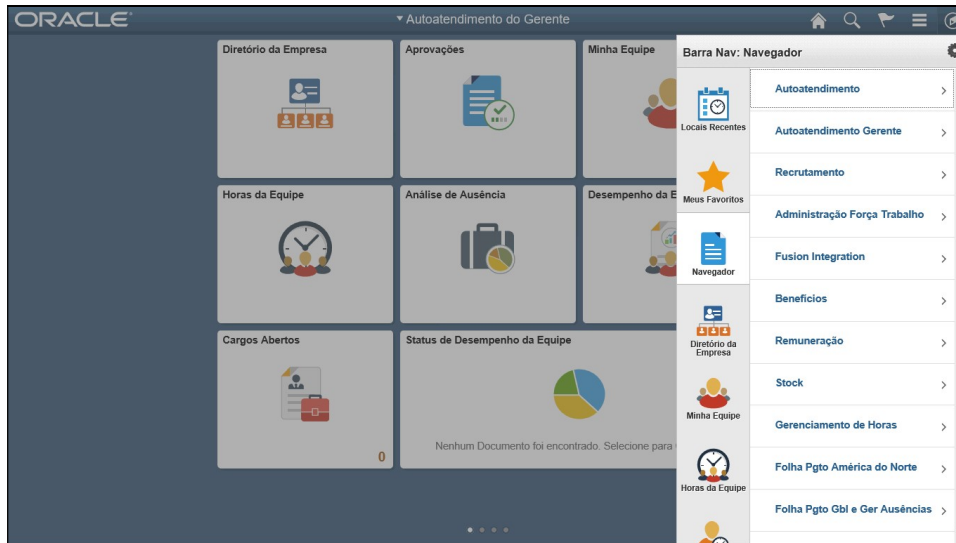 ORACLE
Autoatendimento do Gerente
Diretório da Empresa
Aprovações
Minha Equipe
Horas da Equipe
Análise de Ausência
Desempenho da E
Cargos Abertos
0
Status de Desempenho da Equipe
Nenhum Documento foi encontrado. Selecione para
Barra Nav: Navegador
Locais Recentes
Meus Favoritos
Navegador
Diretório da
Empresa
Minha Equipe
Horas da Equipe
Autoatendimento
Autoatendimento Gerente
Recrutamento
Administração Força Trabalho
Fusion Integration
Benefícios
Remuneração
Stock
Gerenciamento de Horas
Folha Pgto América do Norte
Folha Pgto Gbl e Ger Ausências